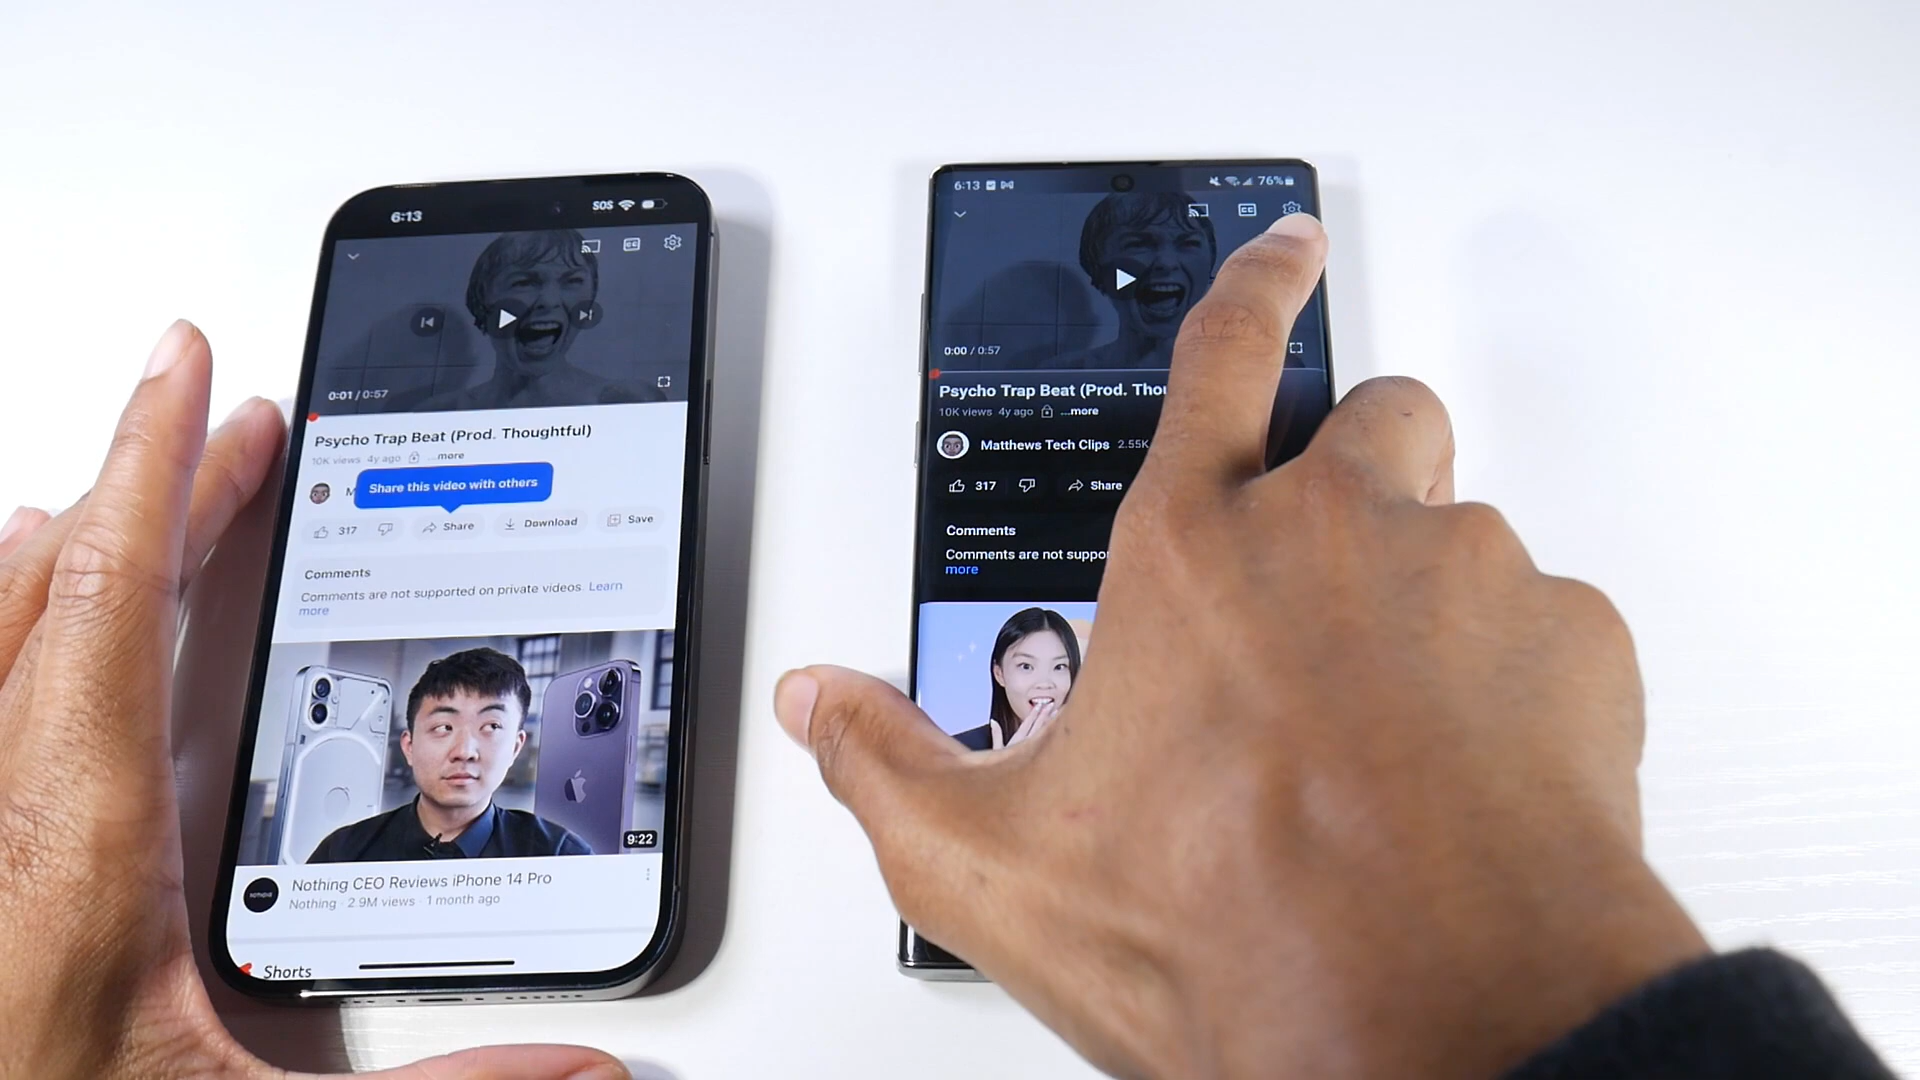 6:13
SOS
0:01 / 0:57
Psycho Trap Beat (Prod. Thoughtful)
10K views 4y ago ...more
M
Share this video with others
317
Share
Download
Save
Comments
Comments are not supported on private videos. Learn
more
9:22
Nothing CEO Reviews iPhone 14 Pro
Nothing · 2.9M views · 1 month ago
Shorts
6:13
76%
CC
0:00 / 0:57
Psycho Trap Beat (Prod. Thou
10K views 4y ago ...more
Matthews Tech Clips 2.55K
317
Share
Comments
Comments are not suppo
more